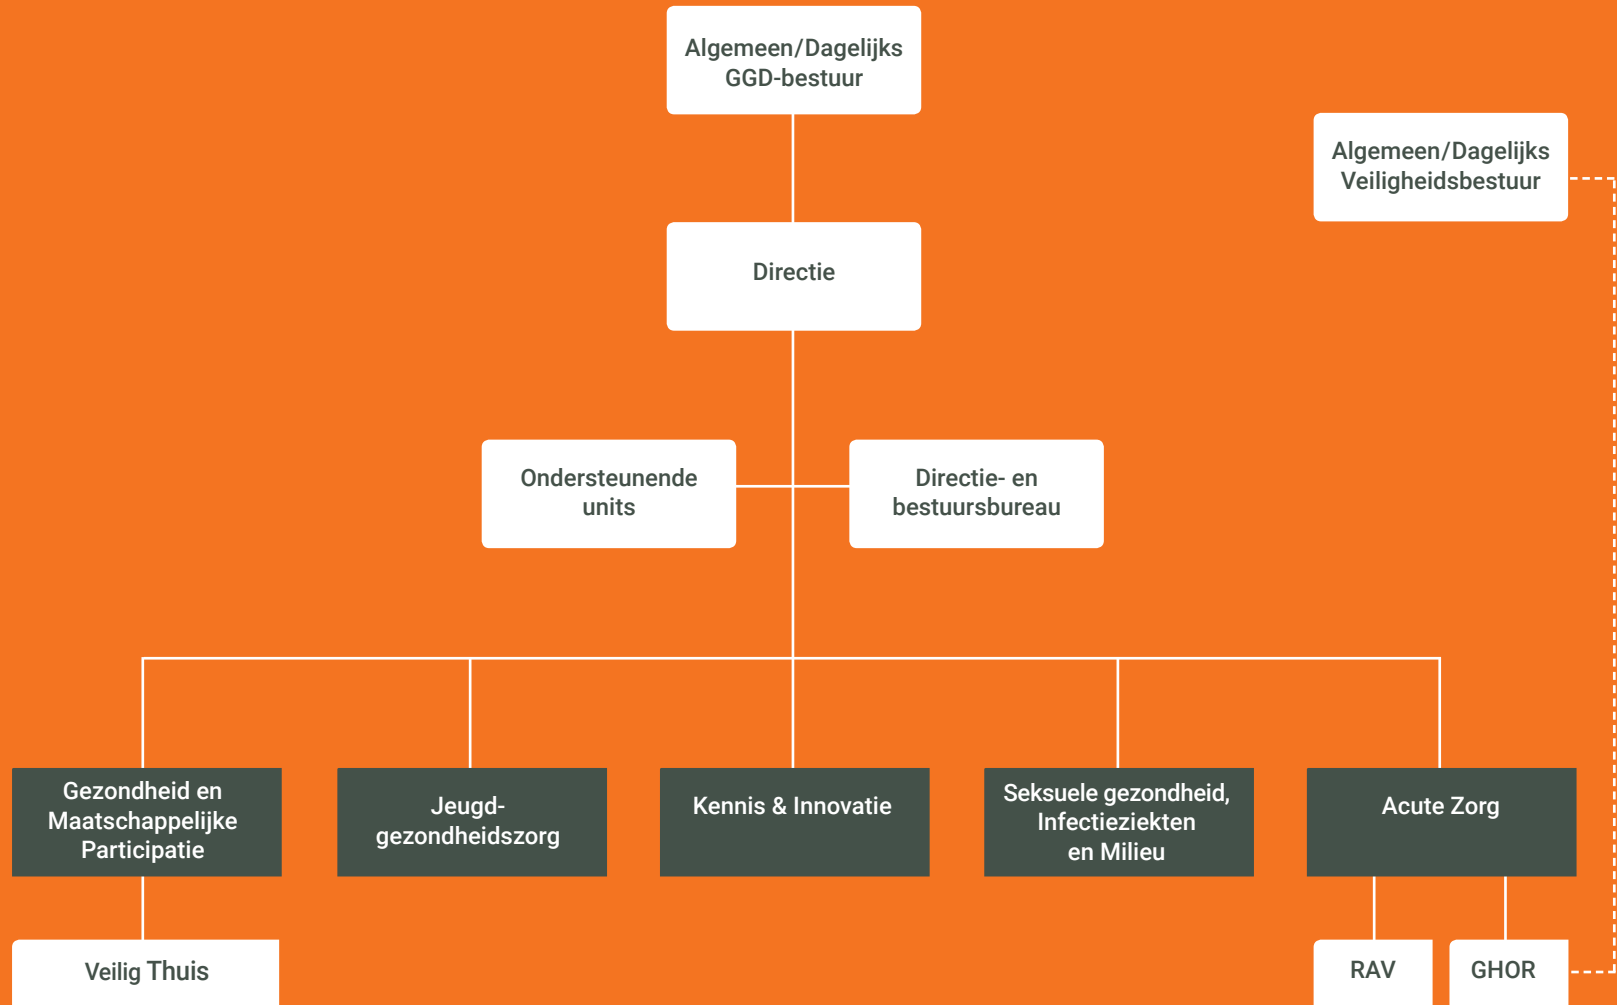 Algemeen/Dagelijks
GGD-bestuur
Algemeen/Dagelijks
Veiligheidsbestuur
Directie
Ondersteunende
units
Directie- en
bestuursbureau
Gezondheid en
Maatschappelijke
Participatie
Jeugd-
gezondheidszorg
Kennis & Innovatie
Seksuele gezondheid,
Infectieziekten
en Milieu
Acute Zorg
Veilig Thuis
RAV
GHOR